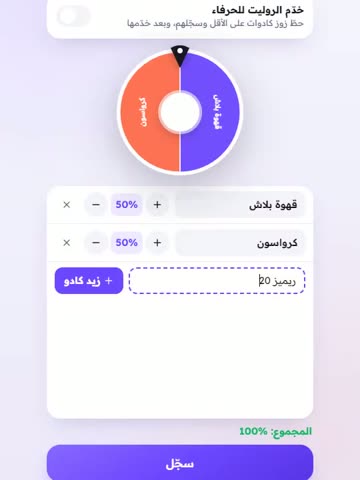 خدّم الروليت للحرفاء
حطّ زوز كادوات على الأقل وسجّلهم، وبعد خدّمها
كرواسون
قهوة بلاش
قهوة بلاش + 50% − ×
كرواسون + 50% − ×
ريميز 20
+ زيد كادو
المجموع: 100%
سجّل